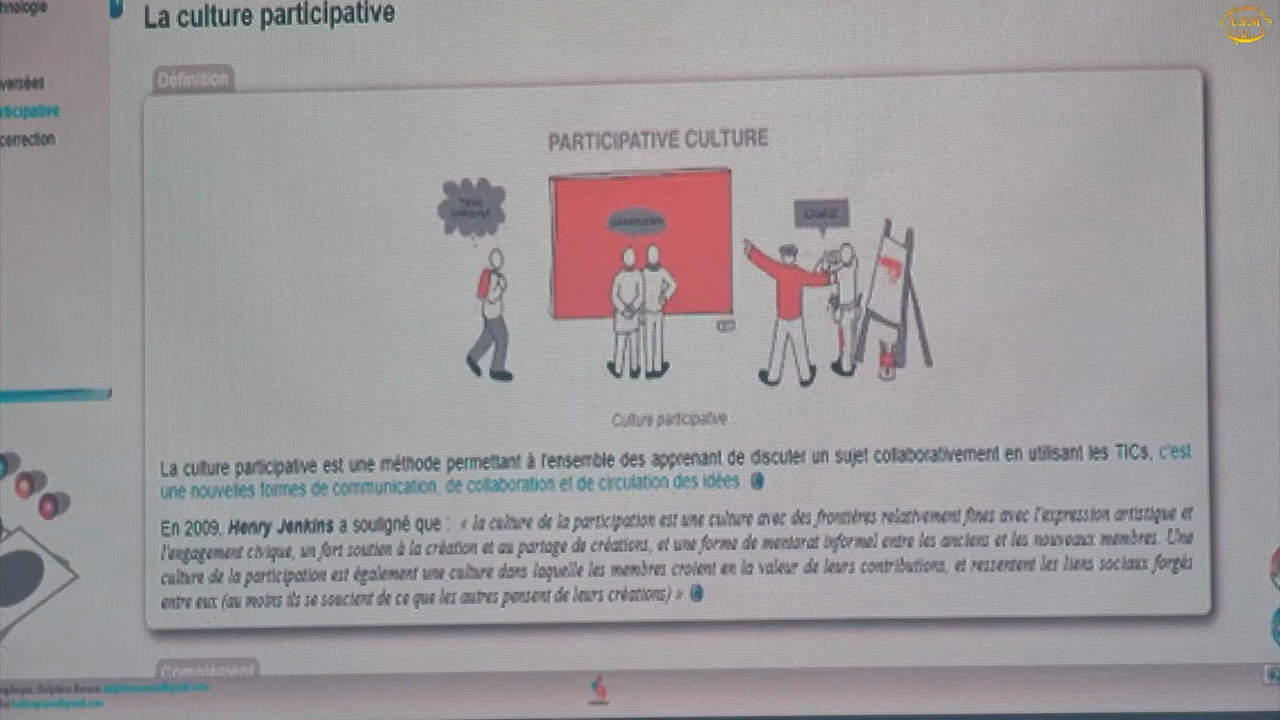 La culture participative
versées
rticipative
correction
Définition
PARTICIPATIVE CULTURE
Culture participative
La culture participative est une méthode permettant à l'ensemble des apprenant de discuter un sujet collaborativement en utilisant les TICs, c'est
une nouvelles formes de communication, de collaboration et de circulation des idées.
En 2009, Henry Jenkins a souligné que : « la culture de la participation est une culture avec des frontières relativement fines avec l'expression artistique et
l'engagement civique, un fort soutien à la création et au partage de créations, et une forme de mentorat informel entre les anciens et les nouveaux membres. Une
culture de la participation est également une culture dans laquelle les membres croient en la valeur de leurs contributions, et ressentent les liens sociaux forgés
entre eux (au moins ils se soucient de ce que les autres pensent de leurs créations) »
Complément